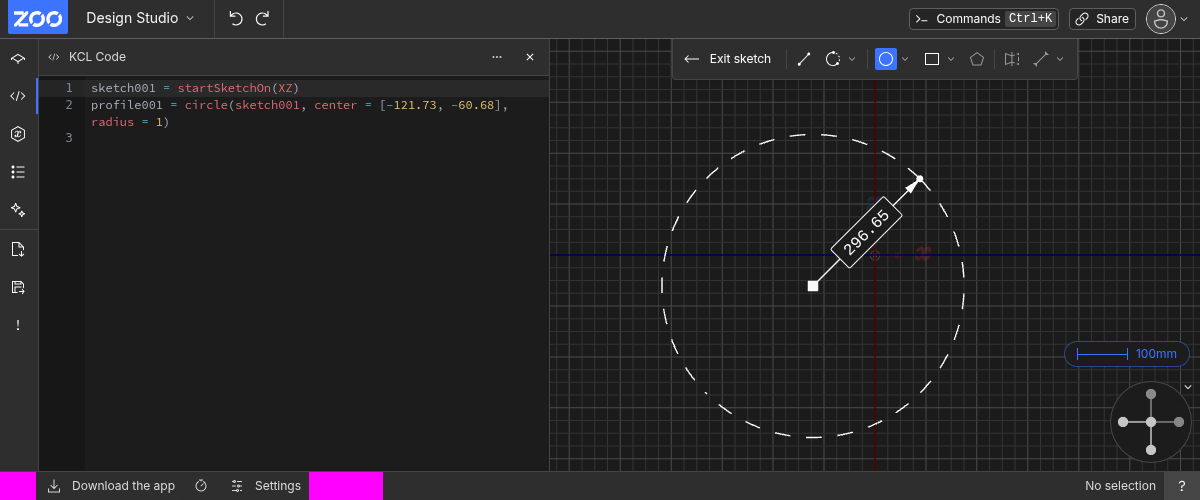 ZOO
Design Studio
Commands Ctrl+K
Share
KCL Code
Exit sketch
1 sketch001 = startSketchOn(XZ)
2 profile001 = circle(sketch001, center = [-121.73, -60.68],
radius = 1)
3
296.65
100mm
Download the app
Settings
No selection
?